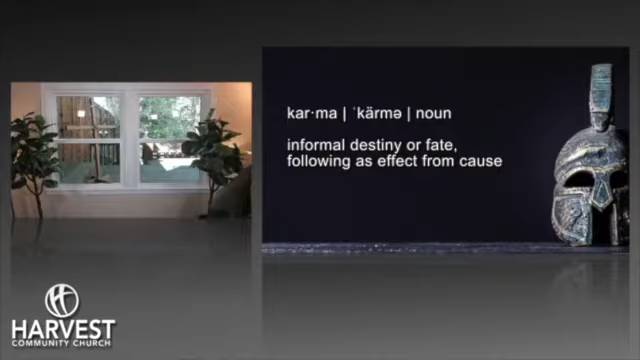 kar·ma | ˈkärmə | noun
informal destiny or fate,
following as effect from cause
HARVEST
COMMUNITY CHURCH